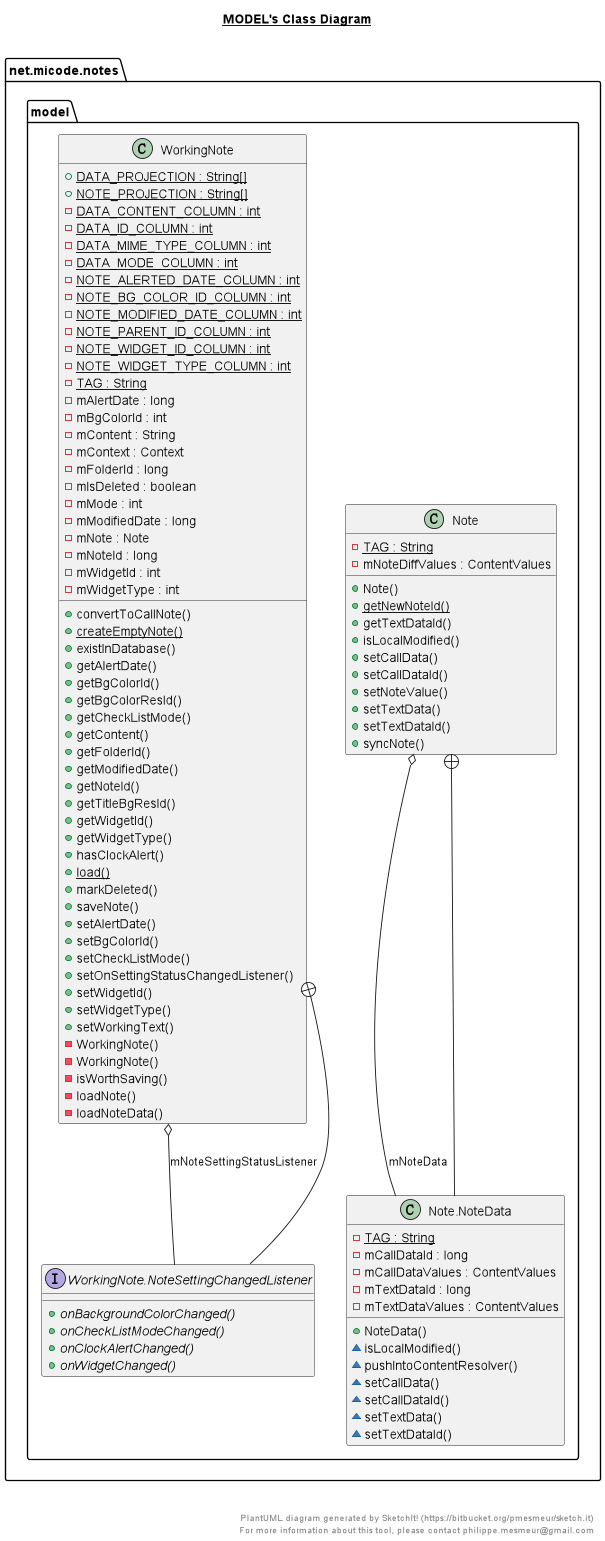 MODEL's Class Diagram
net.micode.notes
model
C WorkingNote
DATA_PROJECTION : String[]
NOTE_PROJECTION : String[]
DATA_CONTENT_COLUMN : int
DATA_ID_COLUMN : int
DATA_MIME_TYPE_COLUMN : int
DATA_MODE_COLUMN : int
NOTE_ALERTED_DATE_COLUMN : int
NOTE_BG_COLOR_ID_COLUMN : int
NOTE_MODIFIED_DATE_COLUMN : int
NOTE_PARENT_ID_COLUMN : int
NOTE_WIDGET_ID_COLUMN : int
NOTE_WIDGET_TYPE_COLUMN : int
TAG : String
mAlertDate : long
mBgColorId : int
mContent : String
mContext : Context
mFolderId : long
mIsDeleted : boolean
mMode : int
mModifiedDate : long
mNote : Note
mNoteId : long
mWidgetId : int
mWidgetType : int
convertToCallNote()
createEmptyNote()
existInDatabase()
getAlertDate()
getBgColorId()
getBgColorResId()
getCheckListMode()
getContent()
getFolderId()
getModifiedDate()
getNoteId()
getTitleBgResId()
getWidgetId()
getWidgetType()
hasClockAlert()
load()
markDeleted()
saveNote()
setAlertDate()
setBgColorId()
setCheckListMode()
setOnSettingStatusChangedListener()
setWidgetId()
setWidgetType()
setWorkingText()
WorkingNote()
WorkingNote()
isWorthSaving()
loadNote()
loadNoteData()
C Note
TAG : String
mNoteDiffValues : ContentValues
Note()
getNewNoteId()
getTextDataId()
isLocalModified()
setCallData()
setCallDataId()
setNoteValue()
setTextData()
setTextDataId()
syncNote()
mNoteSettingStatusListener
mNoteData
I WorkingNote.NoteSettingChangedListener
onBackgroundColorChanged()
onCheckListModeChanged()
onClockAlertChanged()
onWidgetChanged()
C Note.NoteData
TAG : String
mCallDataId : long
mCallDataValues : ContentValues
mTextDataId : long
mTextDataValues : ContentValues
NoteData()
isLocalModified()
pushIntoContentResolver()
setCallData()
setCallDataId()
setTextData()
setTextDataId()
PlantUML diagram generated by SketchIt! (https://bitbucket.org/pmesmeur/sketch.it)
For more information about this tool, please contact philippe.mesmeur@gmail.com